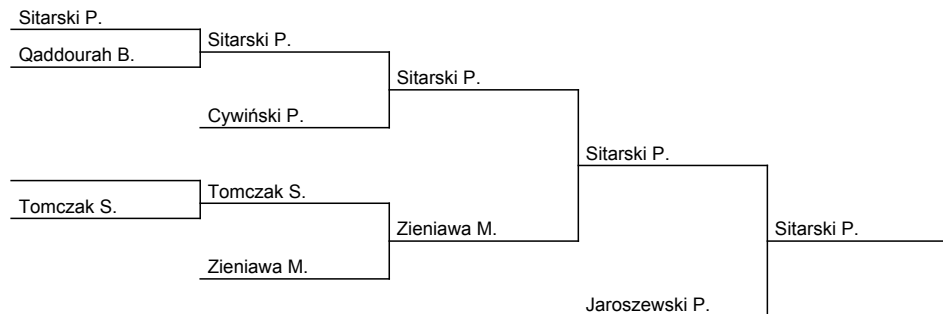 Sitarski P.
Qaddourah B.
Sitarski P.
Cywiński P.
Sitarski P.
Tomczak S.
Tomczak S.
Zieniawa M.
Zieniawa M.
Sitarski P.
Jaroszewski P.
Sitarski P.